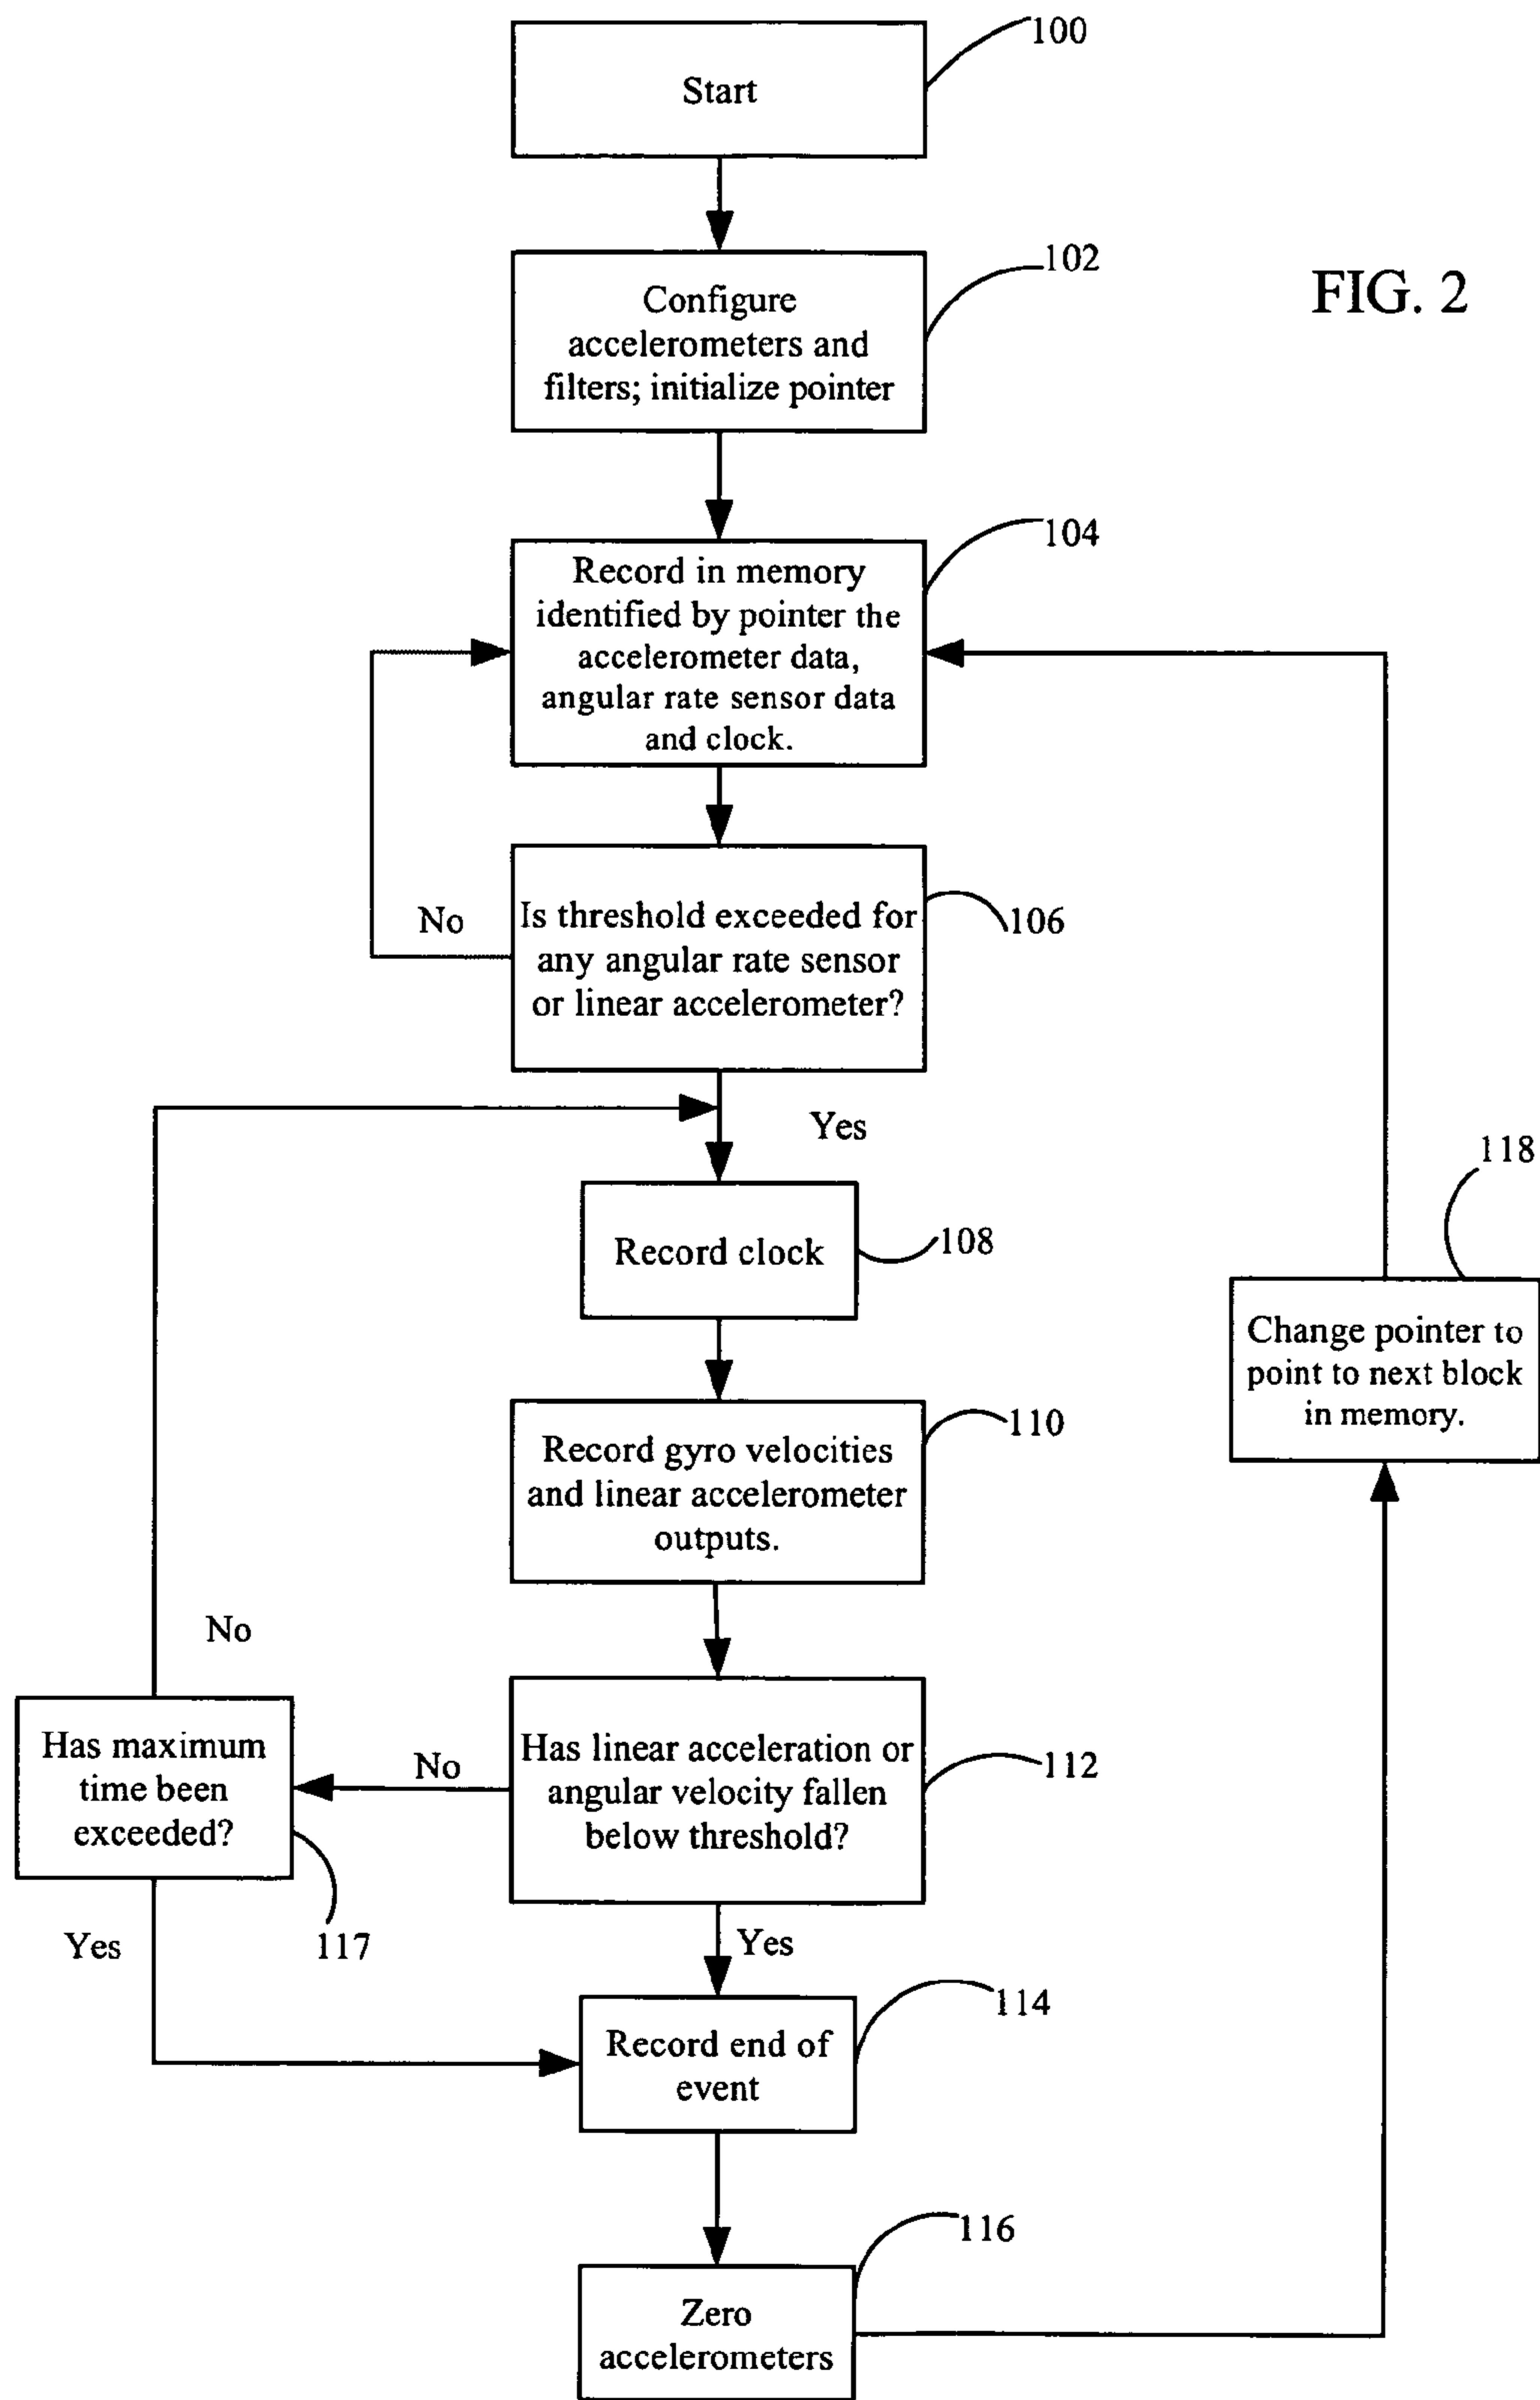 100
Start
102
Configure
accelerometers and
filters; initialize pointer
FIG. 2
104
Record in memory
identified by pointer the
accelerometer data,
angular rate sensor data
and clock.
106
No
Is threshold exceeded for
any angular rate sensor
or linear accelerometer?
Yes
108
Record clock
118
Change pointer to
point to next block
in memory.
110
Record gyro velocities
and linear accelerometer
outputs.
No
112
Has linear acceleration or
angular velocity fallen
below threshold?
No
Has maximum
time been
exceeded?
117
Yes
Yes
114
Record end of
event
116
Zero
accelerometers